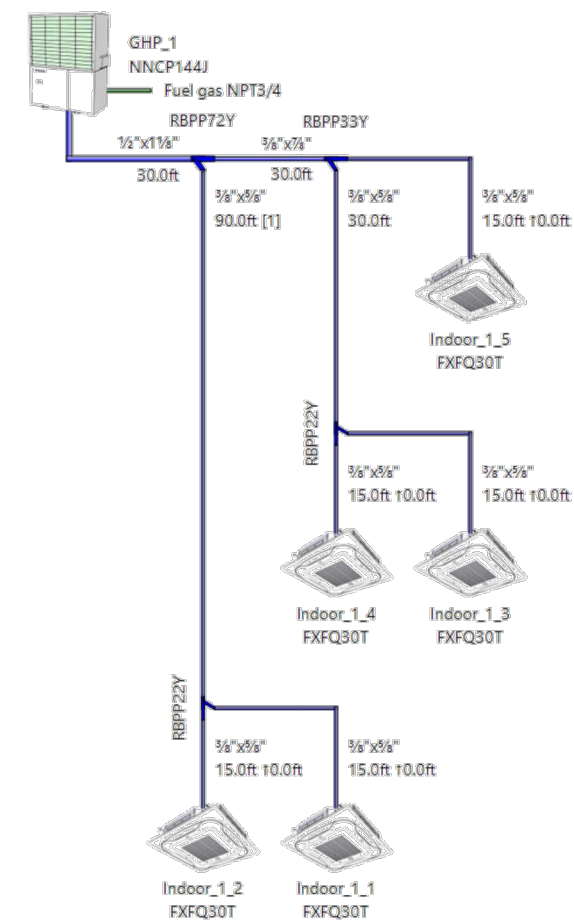 GHP_1
NNCP144J
Fuel gas NPT3/4
RBPP72Y
RBPP33Y
½"x1⅛"
30.0ft
⅜"x⅞"
30.0ft
⅜"x⅝"
90.0ft [1]
⅜"x⅝"
30.0ft
⅜"x⅝"
15.0ft ↑0.0ft
Indoor_1_5
FXFQ30T
RBPP22Y
⅜"x⅝"
15.0ft ↑0.0ft
⅜"x⅝"
15.0ft ↑0.0ft
Indoor_1_4
FXFQ30T
Indoor_1_3
FXFQ30T
RBPP22Y
⅜"x⅝"
15.0ft ↑0.0ft
⅜"x⅝"
15.0ft ↑0.0ft
Indoor_1_2
FXFQ30T
Indoor_1_1
FXFQ30T